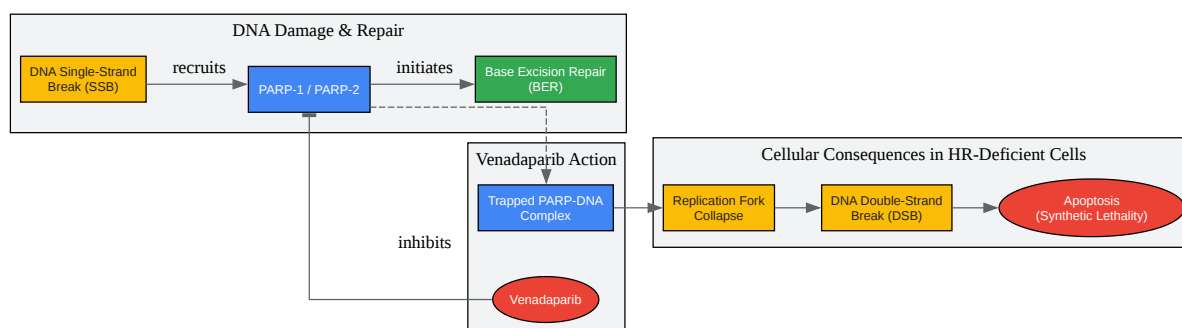 DNA Damage & Repair
DNA Single-Strand
Break (SSB)
recruits
PARP-1 / PARP-2
initiates
Base Excision Repair
(BER)
Venadaparib Action
Trapped PARP-DNA
Complex
inhibits
Venadaparib
Cellular Consequences in HR-Deficient Cells
Replication Fork
Collapse
DNA Double-Strand
Break (DSB)
Apoptosis
(Synthetic Lethality)